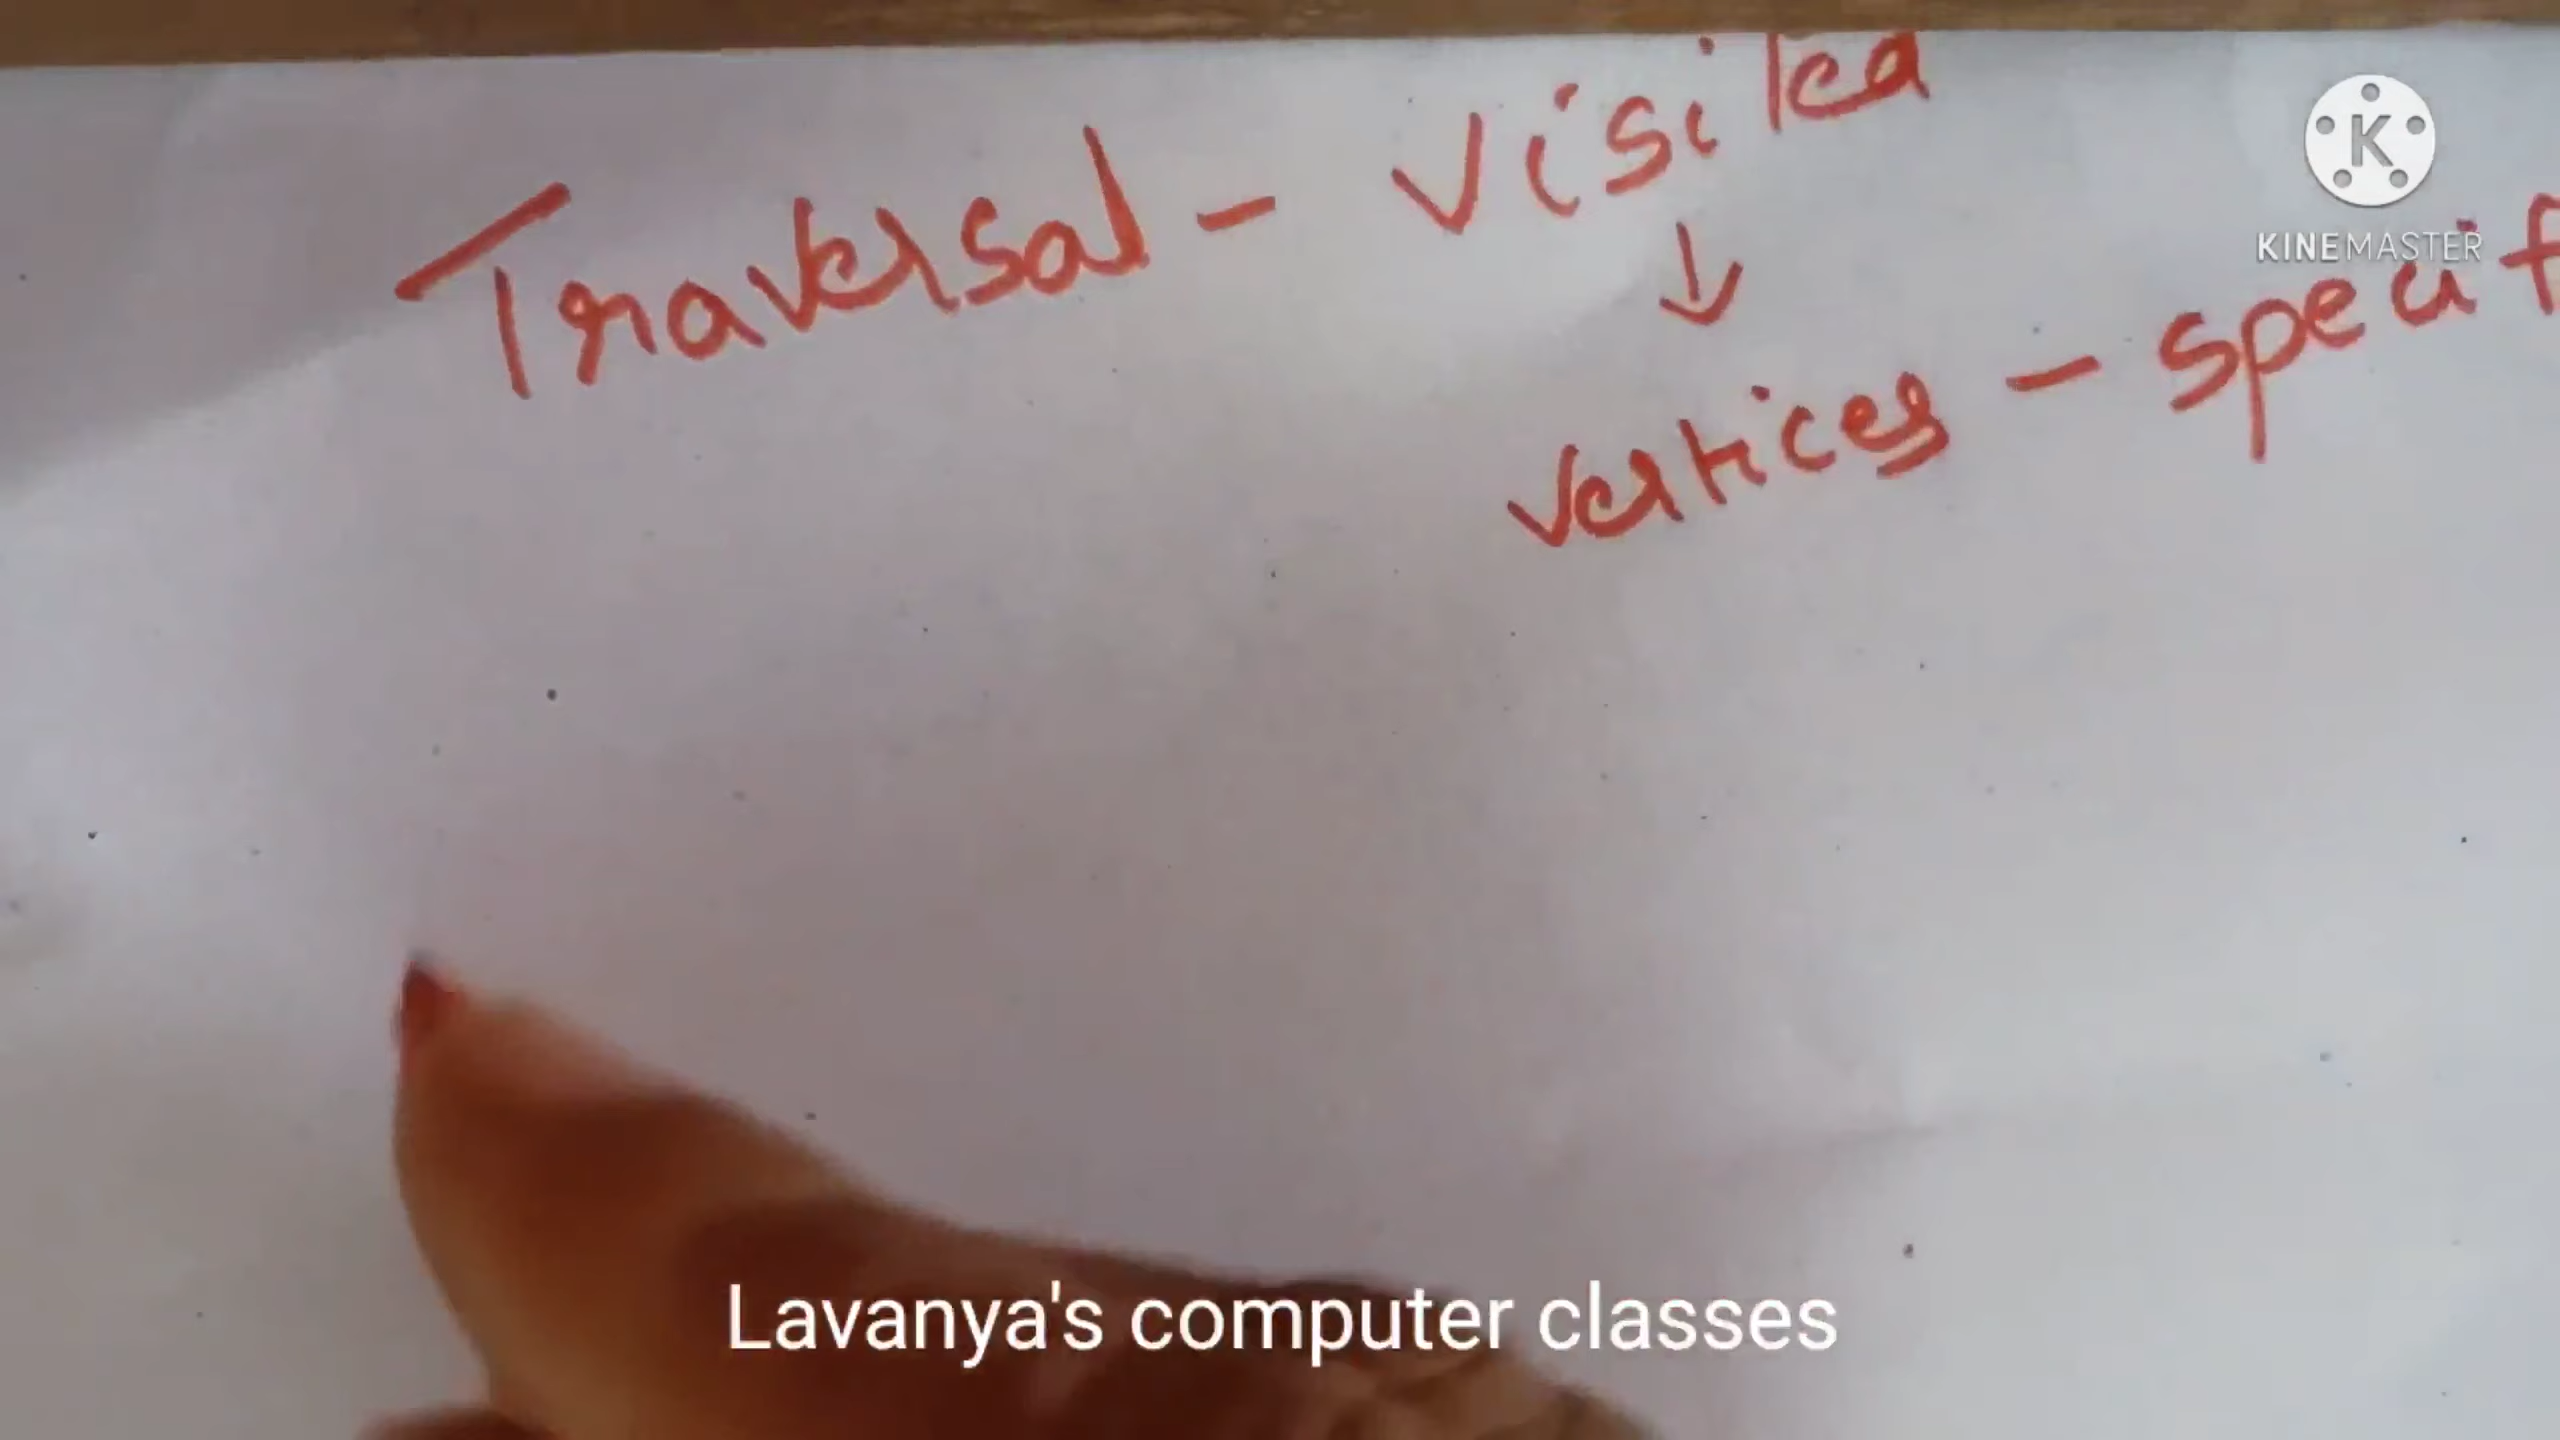 Traversal - visited
↓
vertices - specif
KINEMASTER
Lavanya's computer classes